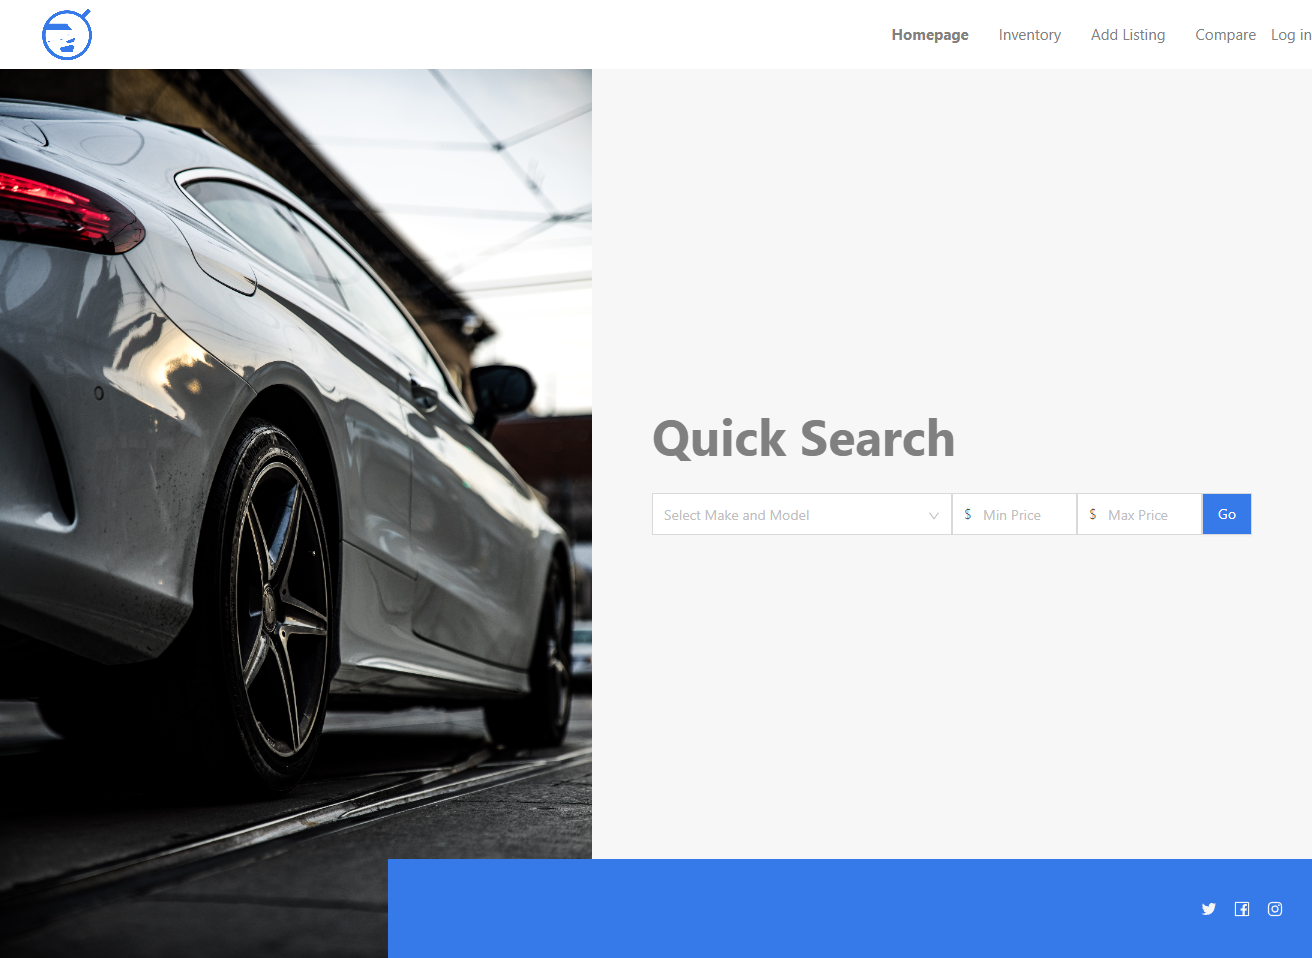 Homepage Inventory Add Listing Compare Log in
Quick Search
Select Make and Model $ Min Price $ Max Price Go